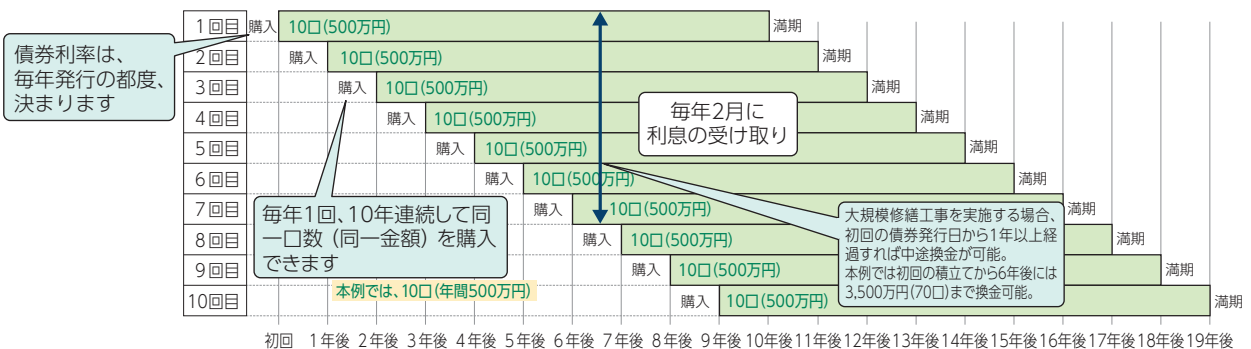 1回目
購入
10口(500万円)
満期
2回目
購入
10口(500万円)
満期
3回目
購入
10口(500万円)
満期
4回目
購入
10口(500万円)
満期
5回目
購入
10口(500万円)
満期
6回目
購入
10口(500万円)
満期
7回目
購入
10口(500万円)
満期
8回目
購入
10口(500万円)
満期
9回目
購入
10口(500万円)
満期
10回目
購入
10口(500万円)
満期
債券利率は、
毎年発行の都度、
決まります
毎年2月に
利息の受け取り
毎年1回、10年連続して同
一口数（同一金額）を購入
できます
本例では、10口(年間500万円)
大規模修繕工事を実施する場合、
初回の債券発行日から1年以上経
過すれば中途換金が可能。
本例では初回の積立てから6年後には
3,500万円(70口)まで換金可能。
初回 1年後 2年後 3年後 4年後 5年後 6年後 7年後 8年後 9年後 10年後 11年後 12年後 13年後 14年後 15年後 16年後 17年後 18年後 19年後